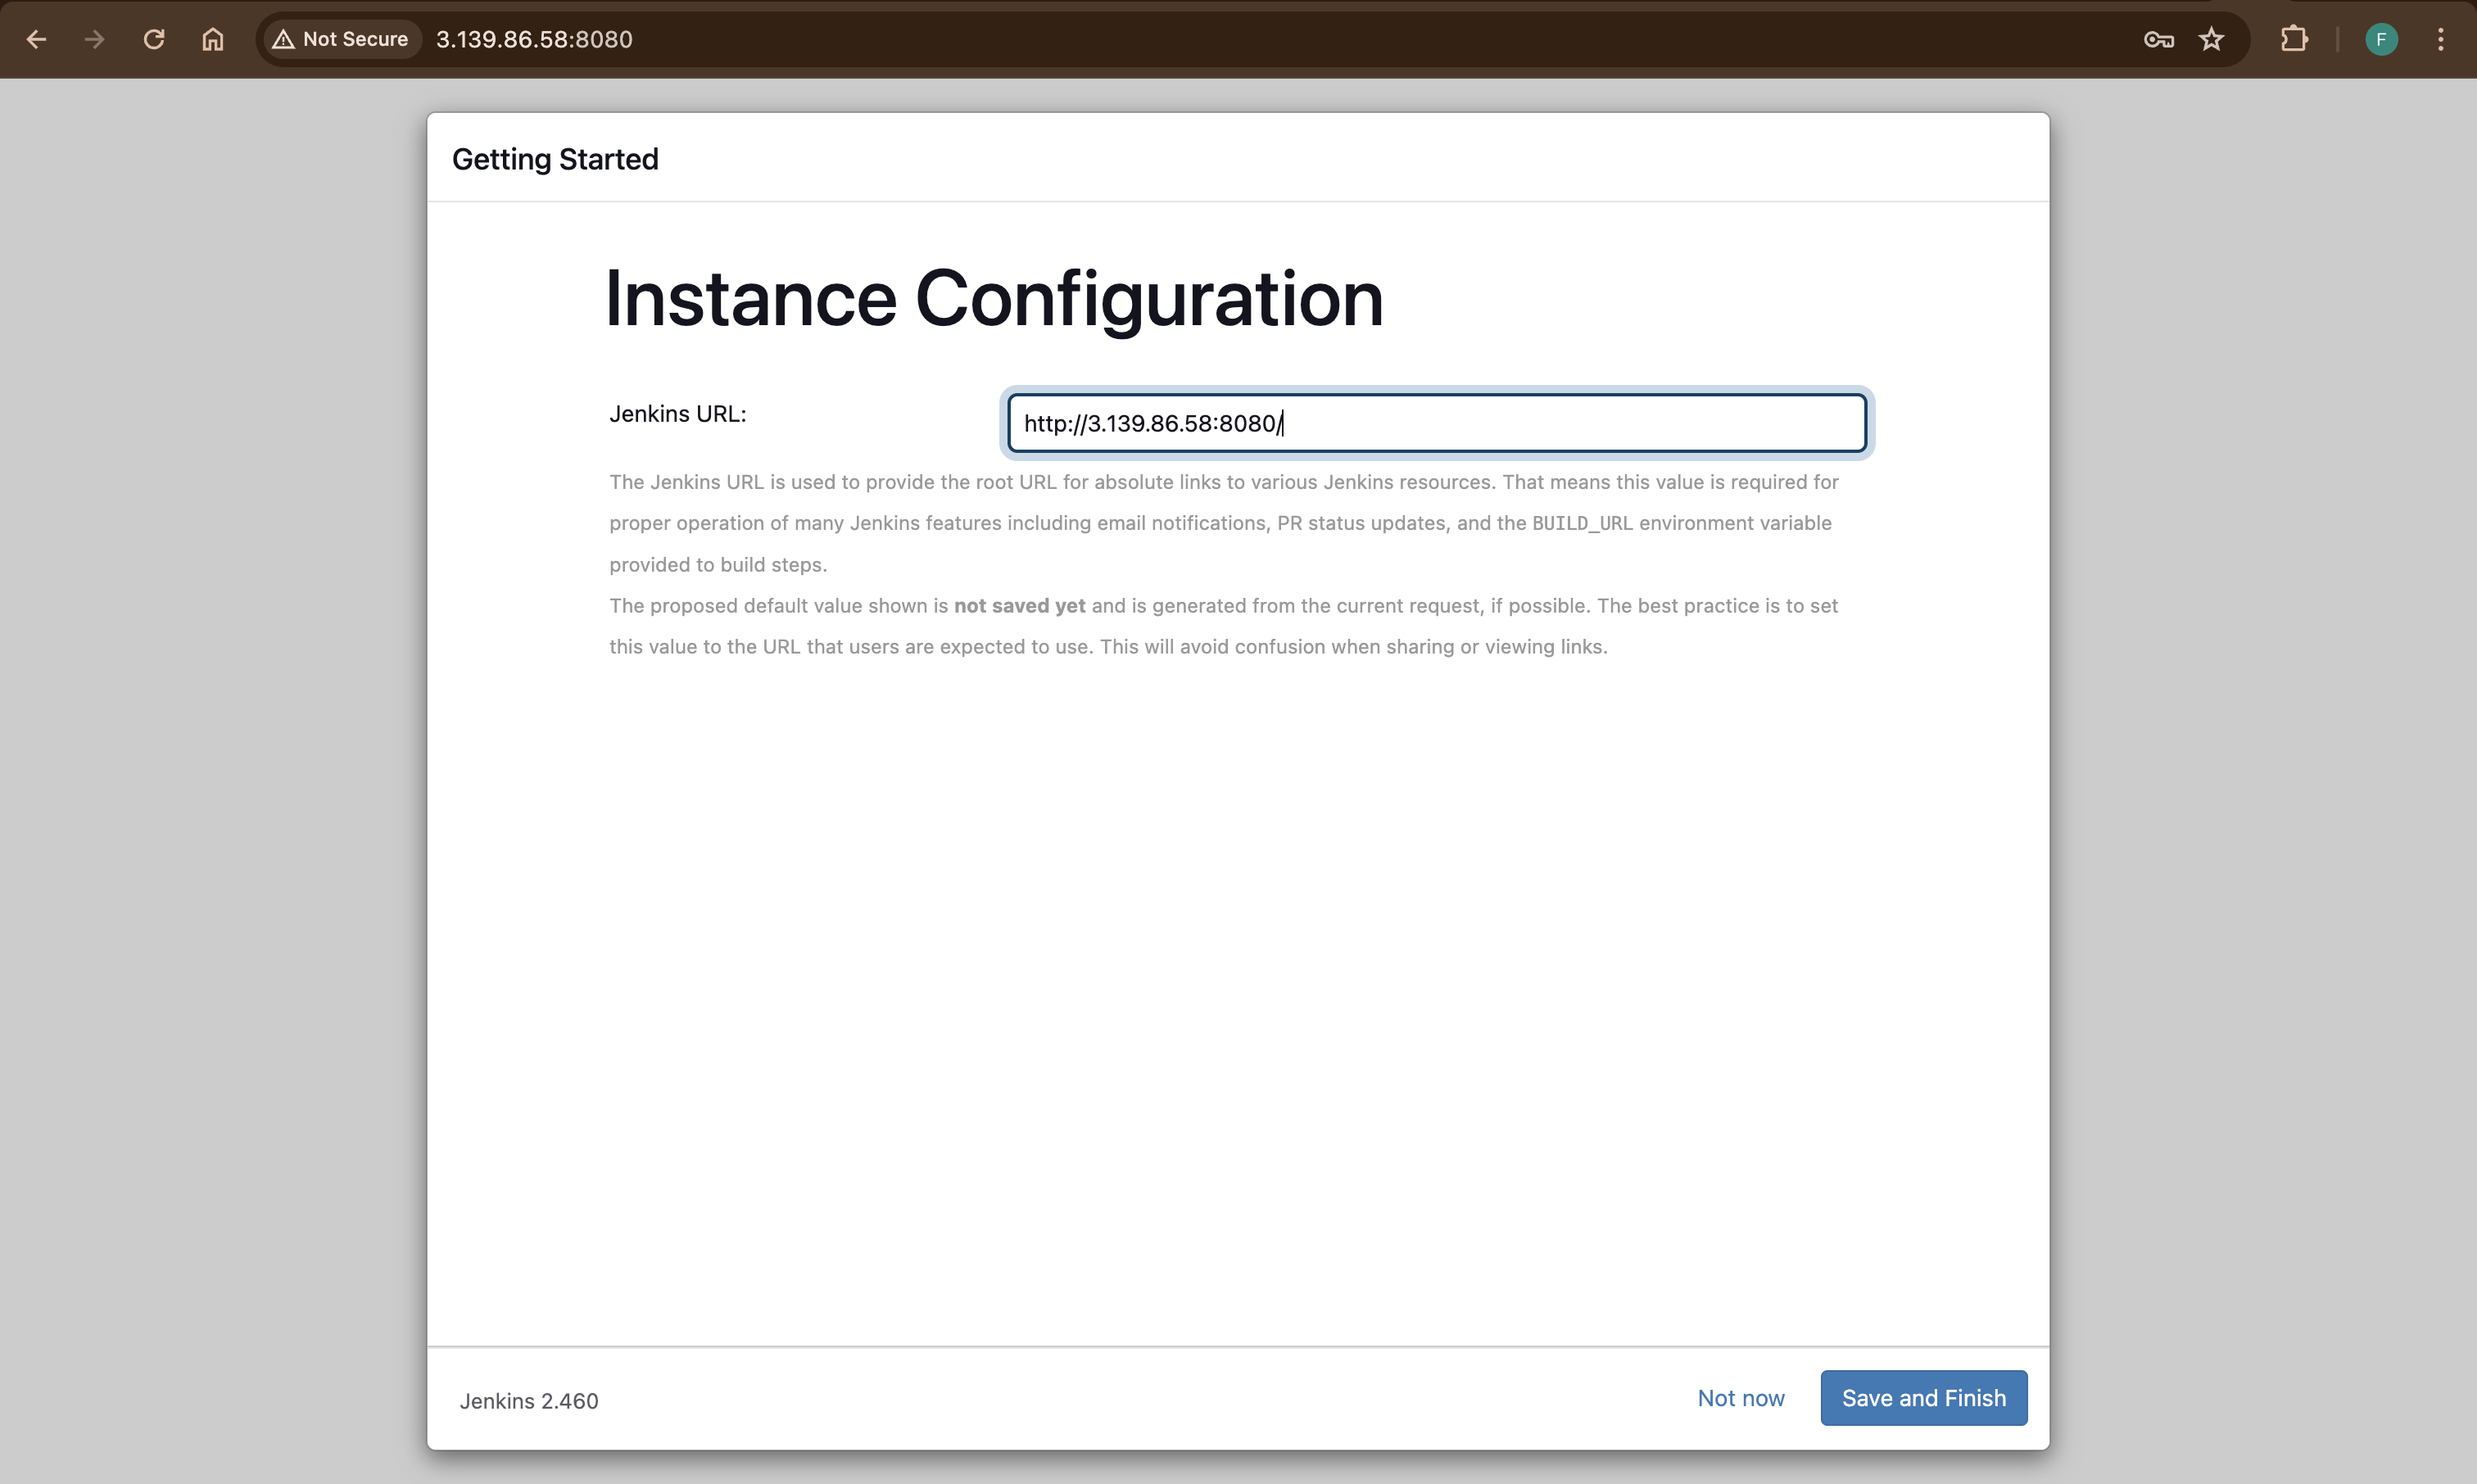 Not Secure 3.139.86.58:8080
F
Getting Started
Instance Configuration
Jenkins URL: http://3.139.86.58:8080/
The Jenkins URL is used to provide the root URL for absolute links to various Jenkins resources. That means this value is required for
proper operation of many Jenkins features including email notifications, PR status updates, and the BUILD_URL environment variable
provided to build steps.
The proposed default value shown is not saved yet and is generated from the current request, if possible. The best practice is to set
this value to the URL that users are expected to use. This will avoid confusion when sharing or viewing links.
Jenkins 2.460
Not now
Save and Finish